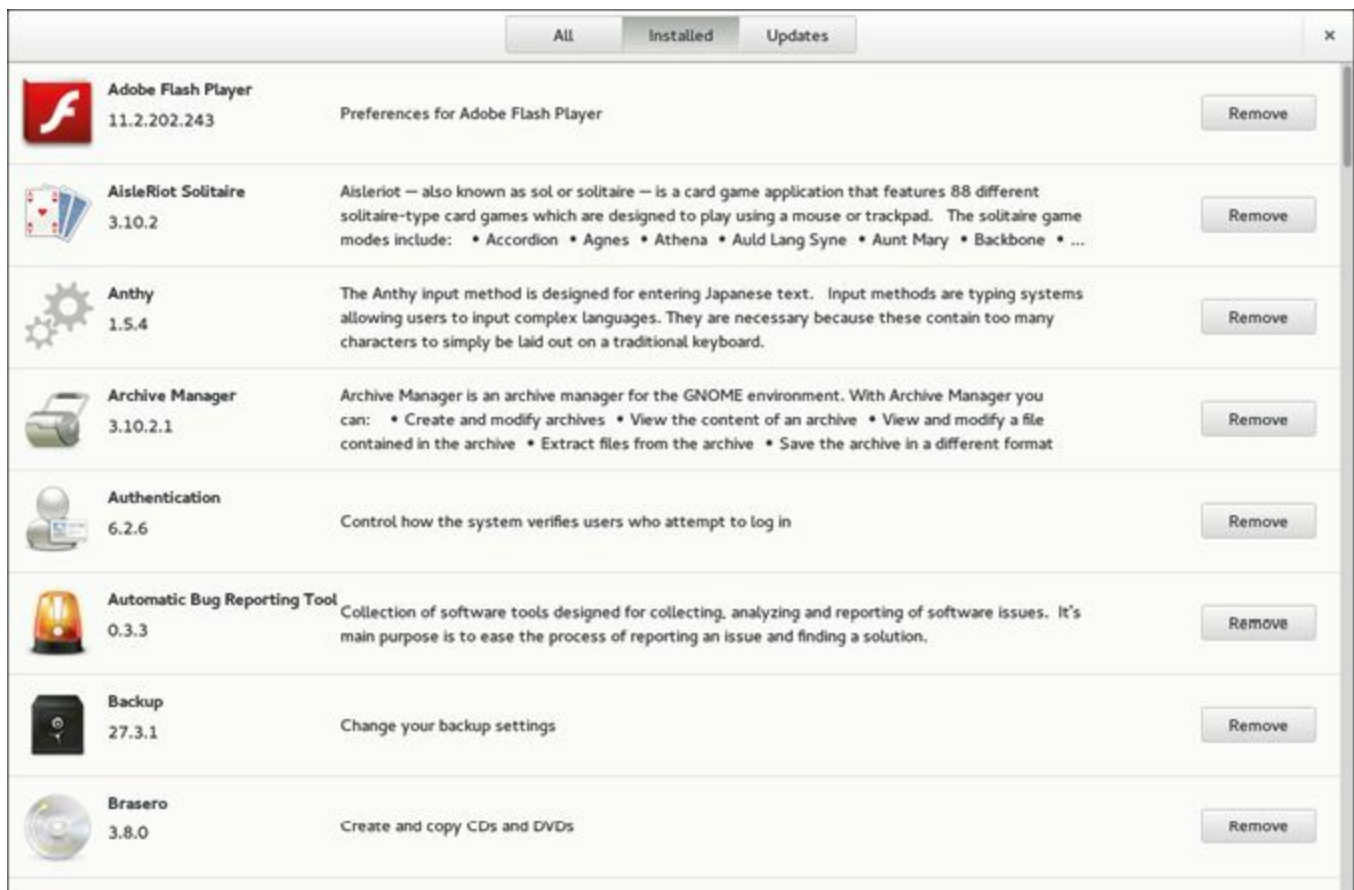 All Installed Updates ×
Adobe Flash Player
11.2.202.243
Preferences for Adobe Flash Player
Remove
AisleRiot Solitaire
3.10.2
Aisleriot — also known as sol or solitaire — is a card game application that features 88 different
solitaire-type card games which are designed to play using a mouse or trackpad. The solitaire game
modes include: • Accordion • Agnes • Athena • Auld Lang Syne • Aunt Mary • Backbone • ...
Remove
Anthy
1.5.4
The Anthy input method is designed for entering Japanese text. Input methods are typing systems
allowing users to input complex languages. They are necessary because these contain too many
characters to simply be laid out on a traditional keyboard.
Remove
Archive Manager
3.10.2.1
Archive Manager is an archive manager for the GNOME environment. With Archive Manager you
can: • Create and modify archives • View the content of an archive • View and modify a file
contained in the archive • Extract files from the archive • Save the archive in a different format
Remove
Authentication
6.2.6
Control how the system verifies users who attempt to log in
Remove
Automatic Bug Reporting Tool
0.3.3
Collection of software tools designed for collecting, analyzing and reporting of software issues. It's
main purpose is to ease the process of reporting an issue and finding a solution.
Remove
Backup
27.3.1
Change your backup settings
Remove
Brasero
3.8.0
Create and copy CDs and DVDs
Remove